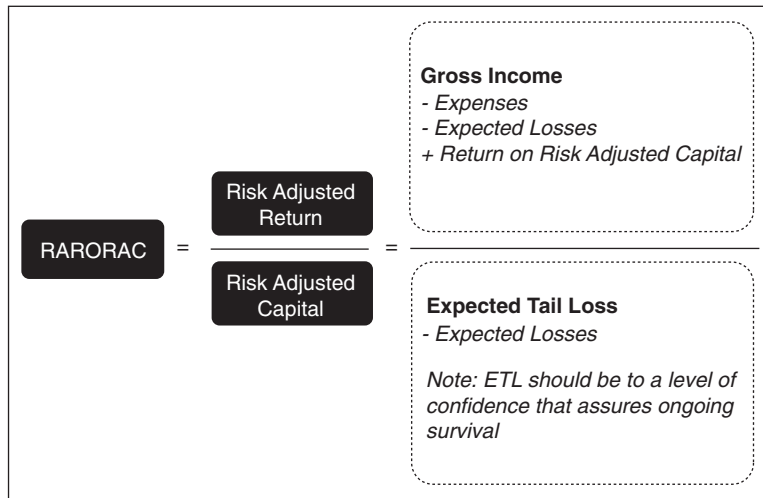 RARORAC
=
Risk Adjusted
Return
Risk Adjusted
Capital
=
Gross Income
- Expenses
- Expected Losses
+ Return on Risk Adjusted Capital
Expected Tail Loss
- Expected Losses
Note: ETL should be to a level of
confidence that assures ongoing
survival